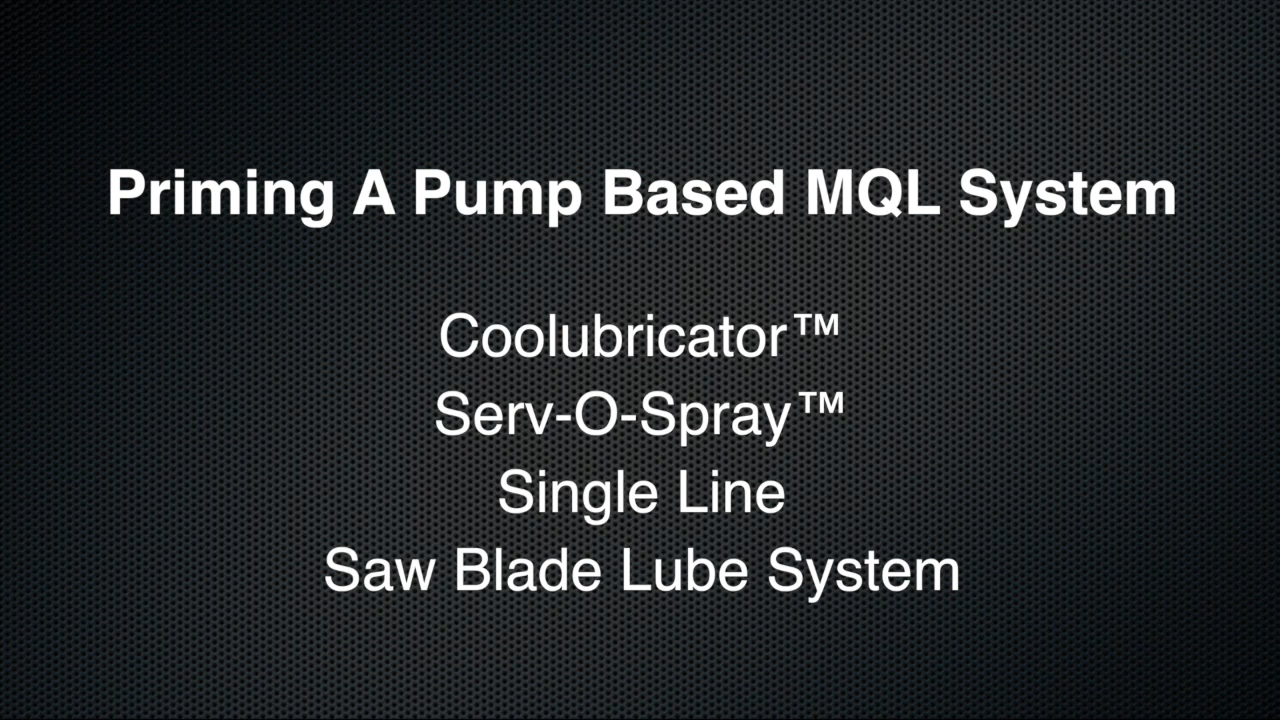 Priming A Pump Based MQL System
Coolubricator™
Serv-O-Spray™
Single Line
Saw Blade Lube System